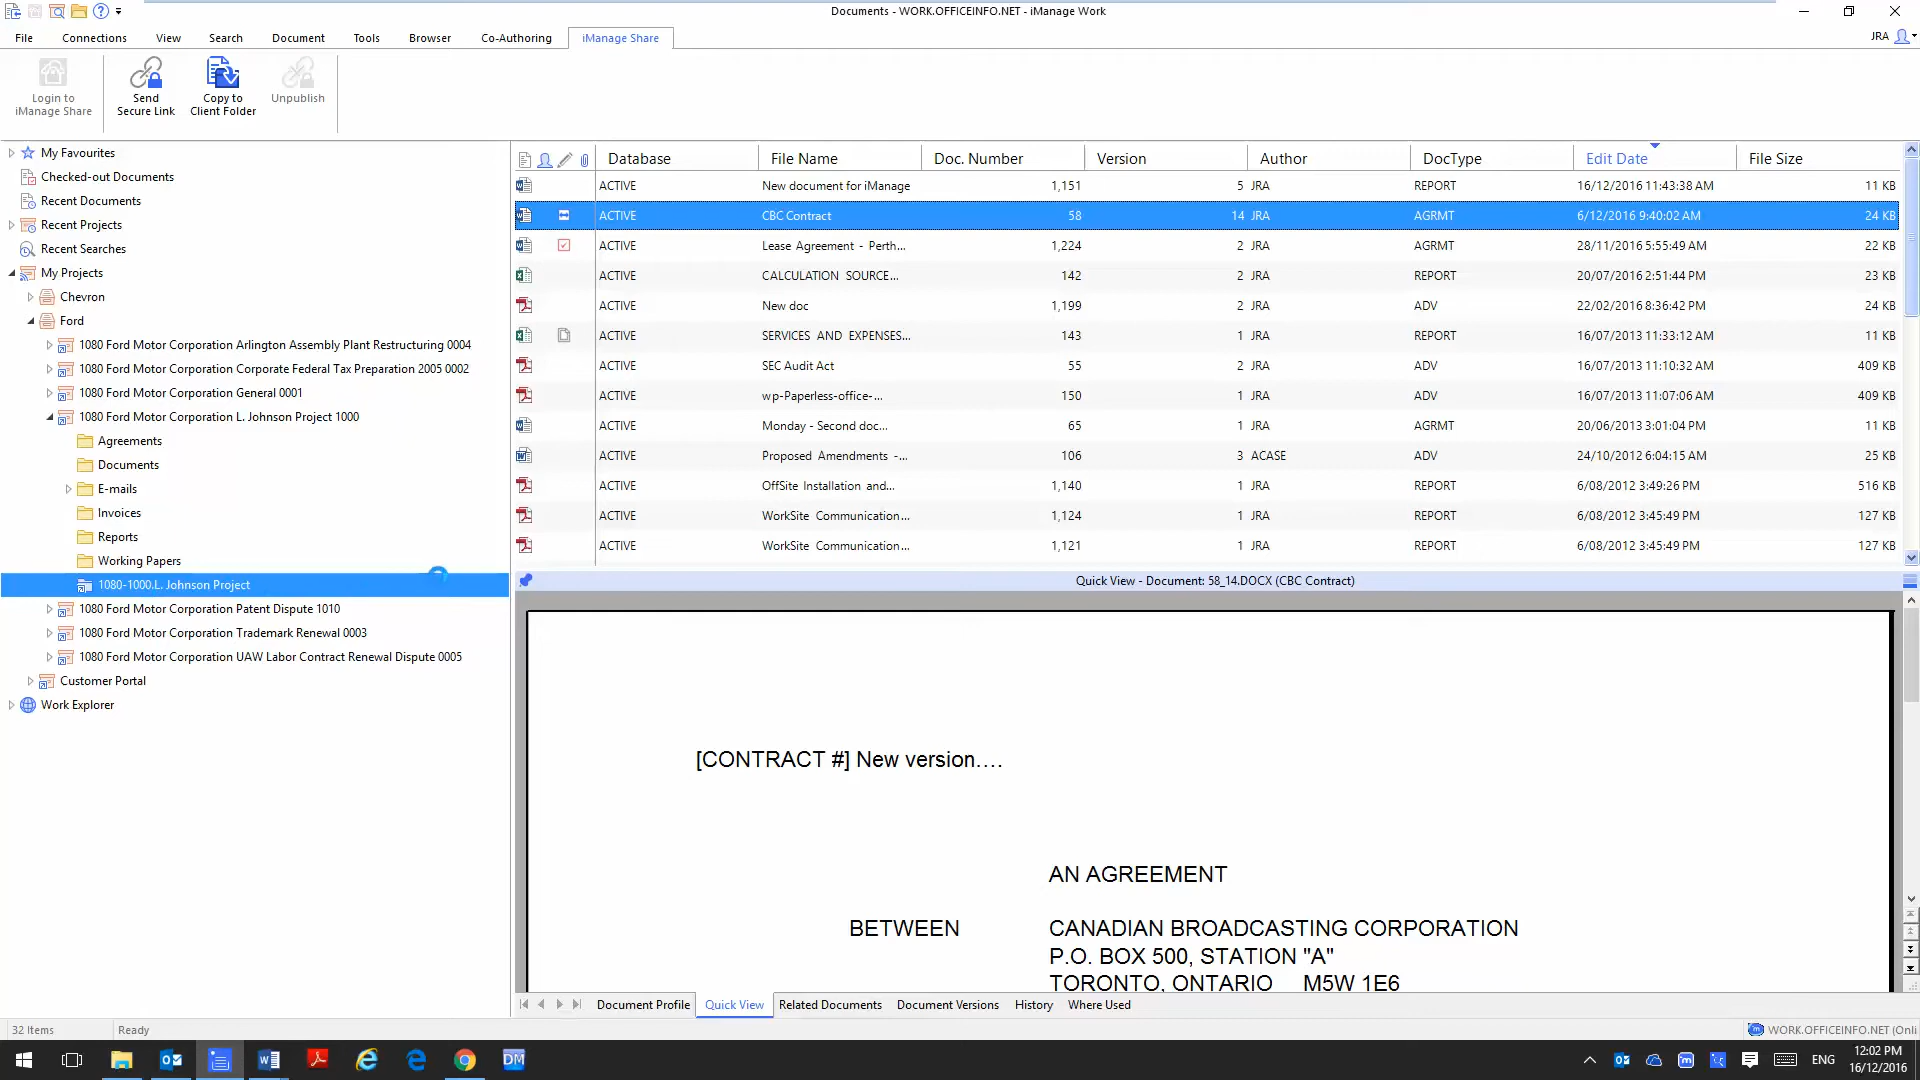 Documents - WORK.OFFICEINFO.NET - iManage Work
File Connections View Search Document Tools Browser Co-Authoring iManage Share JRA
Login to iManage Share
Send Secure Link
Copy to Client Folder
Unpublish
My Favourites
Checked-out Documents
Recent Documents
Recent Projects
Recent Searches
My Projects
Chevron
Ford
1080 Ford Motor Corporation Arlington Assembly Plant Restructuring 0004
1080 Ford Motor Corporation Corporate Federal Tax Preparation 2005 0002
1080 Ford Motor Corporation General 0001
1080 Ford Motor Corporation L. Johnson Project 1000
Agreements
Documents
E-mails
Invoices
Reports
Working Papers
1080-1000.L. Johnson Project
1080 Ford Motor Corporation Patent Dispute 1010
1080 Ford Motor Corporation Trademark Renewal 0003
1080 Ford Motor Corporation UAW Labor Contract Renewal Dispute 0005
Customer Portal
Work Explorer
Database File Name Doc. Number Version Author DocType Edit Date File Size
ACTIVE New document for iManage 1,151 5 JRA REPORT 16/12/2016 11:43:38 AM 11 KB
ACTIVE CBC Contract 58 14 JRA AGRMT 6/12/2016 9:40:02 AM 24 KB
ACTIVE Lease Agreement - Perth... 1,224 2 JRA AGRMT 28/11/2016 5:55:49 AM 22 KB
ACTIVE CALCULATION SOURCE... 142 2 JRA REPORT 20/07/2016 2:51:44 PM 23 KB
ACTIVE New doc 1,199 2 JRA ADV 22/02/2016 8:36:42 PM 24 KB
ACTIVE SERVICES AND EXPENSES... 143 1 JRA REPORT 16/07/2013 11:33:12 AM 11 KB
ACTIVE SEC Audit Act 55 2 JRA ADV 16/07/2013 11:10:32 AM 409 KB
ACTIVE wp-Paperless-office-... 150 1 JRA ADV 16/07/2013 11:07:06 AM 409 KB
ACTIVE Monday - Second doc... 65 1 JRA AGRMT 20/06/2013 3:01:04 PM 11 KB
ACTIVE Proposed Amendments -... 106 3 ACASE ADV 24/10/2012 6:04:15 AM 25 KB
ACTIVE OffSite Installation and... 1,140 1 JRA REPORT 6/08/2012 3:49:26 PM 516 KB
ACTIVE WorkSite Communication... 1,124 1 JRA REPORT 6/08/2012 3:45:49 PM 127 KB
ACTIVE WorkSite Communication... 1,121 1 JRA REPORT 6/08/2012 3:45:49 PM 127 KB
Quick View - Document: 58_14.DOCX (CBC Contract)
[CONTRACT #] New version....
AN AGREEMENT
BETWEEN CANADIAN BROADCASTING CORPORATION
P.O. BOX 500, STATION "A"
TORONTO, ONTARIO M5W 1E6
Document Profile Quick View Related Documents Document Versions History Where Used
32 Items Ready WORK.OFFICEINFO.NET (Onli
DM ENG 12:02 PM
16/12/2016